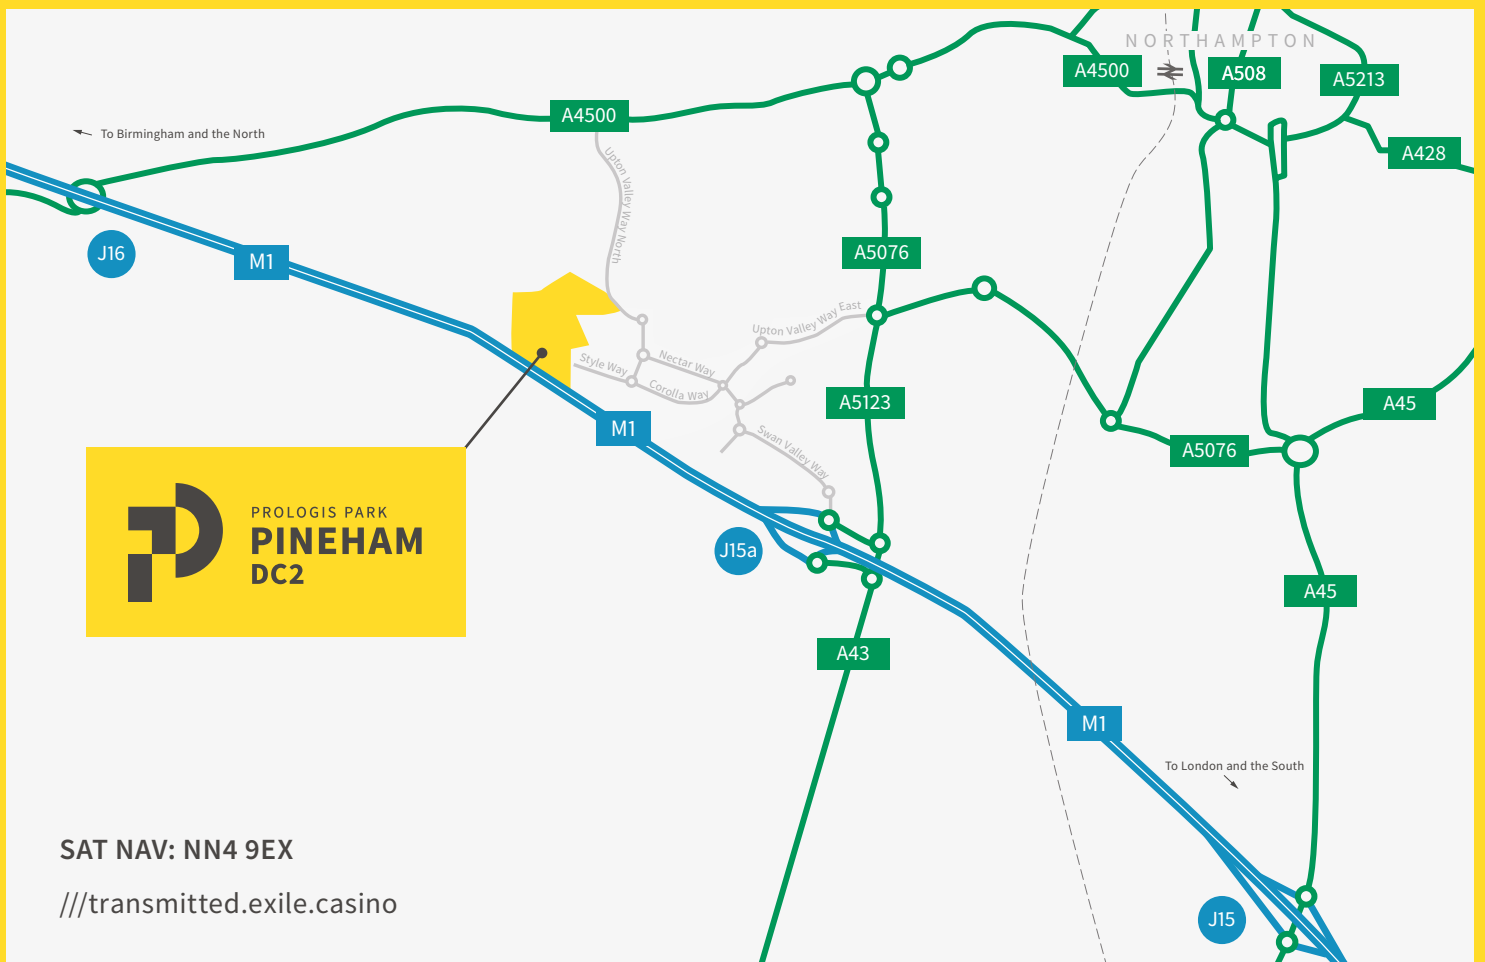 NORTHAMPTON
A4500
A508
A5213
A4500
To Birmingham and the North
A428
Upton Valley Way North
J16
M1
A5076
Upton Valley Way East
Style Way
Nectar Way
Corolla Way
A5123
A45
M1
Swan Valley Way
A5076
PROLOGIS PARK
PINEHAM
DC2
J15a
A45
A43
M1
To London and the South
SAT NAV: NN4 9EX
///transmitted.exile.casino
J15